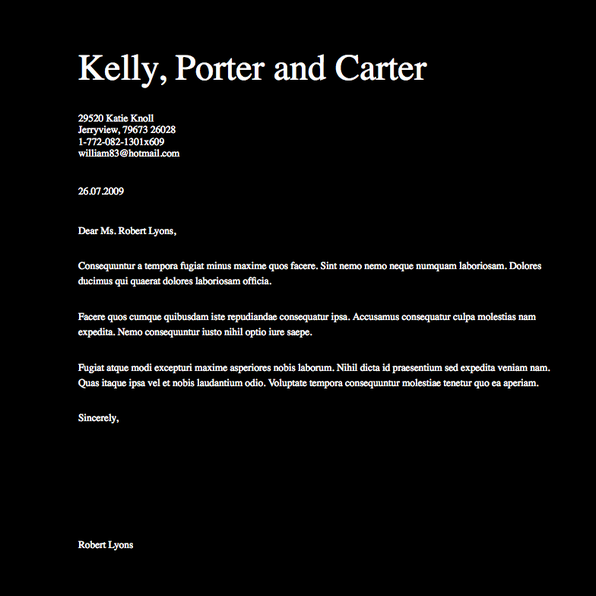 Kelly, Porter and Carter
29520 Katie Knoll
Jerryview, 79673 26028
1-772-082-1301x609
william83@hotmail.com
26.07.2009
Dear Ms. Robert Lyons,
Consequuntur a tempora fugiat minus maxime quos facere. Sint nemo nemo neque numquam laboriosam. Dolores
ducimus qui quaerat dolores laboriosam officia.
Facere quos cumque quibusdam iste repudiandae consequatur ipsa. Accusamus consequatur culpa molestias nam
expedita. Nemo consequuntur iusto nihil optio iure saepe.
Fugiat atque modi excepturi maxime asperiores nobis laborum. Nihil dicta id praesentium sed expedita veniam nam.
Quas itaque ipsa vel et nobis laudantium odio. Voluptate tempora consequuntur molestiae tenetur quo ea aperiam.
Sincerely,
Robert Lyons